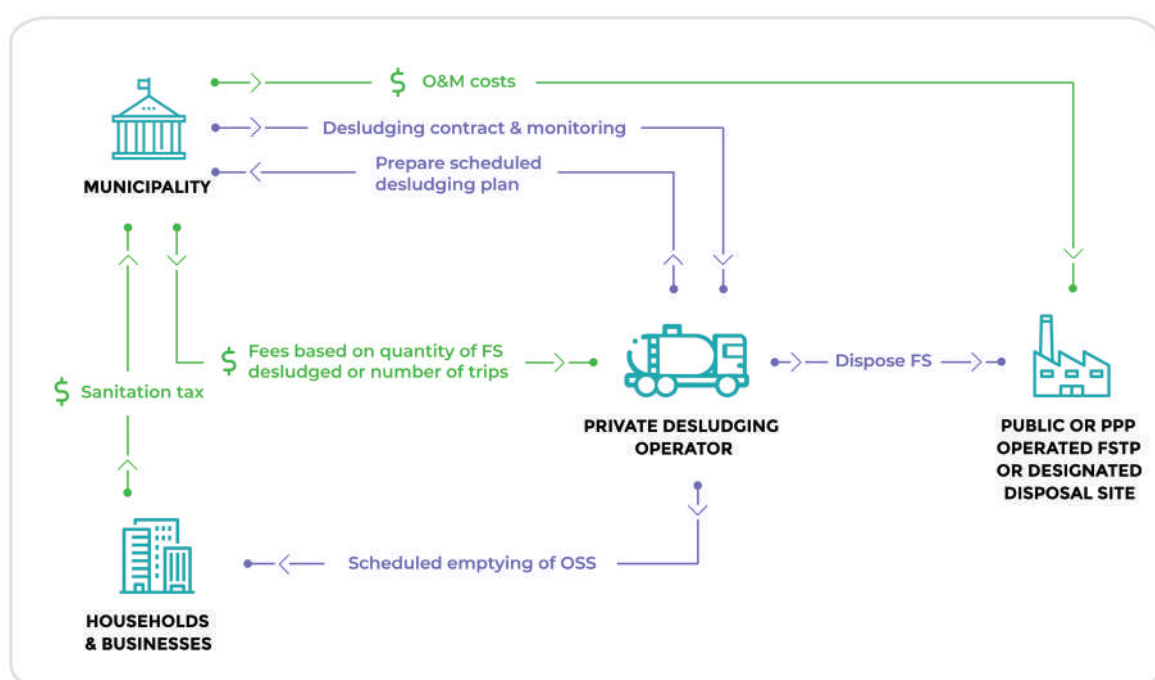 $ O&M costs
Desludging contract & monitoring
Prepare scheduled
desludging plan
MUNICIPALITY
$ Fees based on quantity of FS
desludged or number of trips
$ Sanitation tax
Dispose FS
PRIVATE DESLUDGING
OPERATOR
PUBLIC OR PPP
OPERATED FSTP
OR DESIGNATED
DISPOSAL SITE
Scheduled emptying of OSS
HOUSEHOLDS
& BUSINESSES